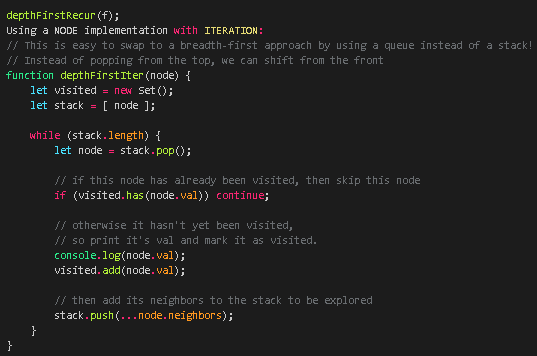 depthFirstRecur(f);
Using a NODE implementation with ITERATION:
// This is easy to swap to a breadth-first approach by using a queue instead of a stack!
// Instead of popping from the top, we can shift from the front
function depthFirstIter(node) {
    let visited = new Set();
    let stack = [ node ];

    while (stack.length) {
        let node = stack.pop();

        // if this node has already been visited, then skip this node
        if (visited.has(node.val)) continue;

        // otherwise it hasn't yet been visited,
        // so print it's val and mark it as visited.
        console.log(node.val);
        visited.add(node.val);

        // then add its neighbors to the stack to be explored
        stack.push(...node.neighbors);
    }
}